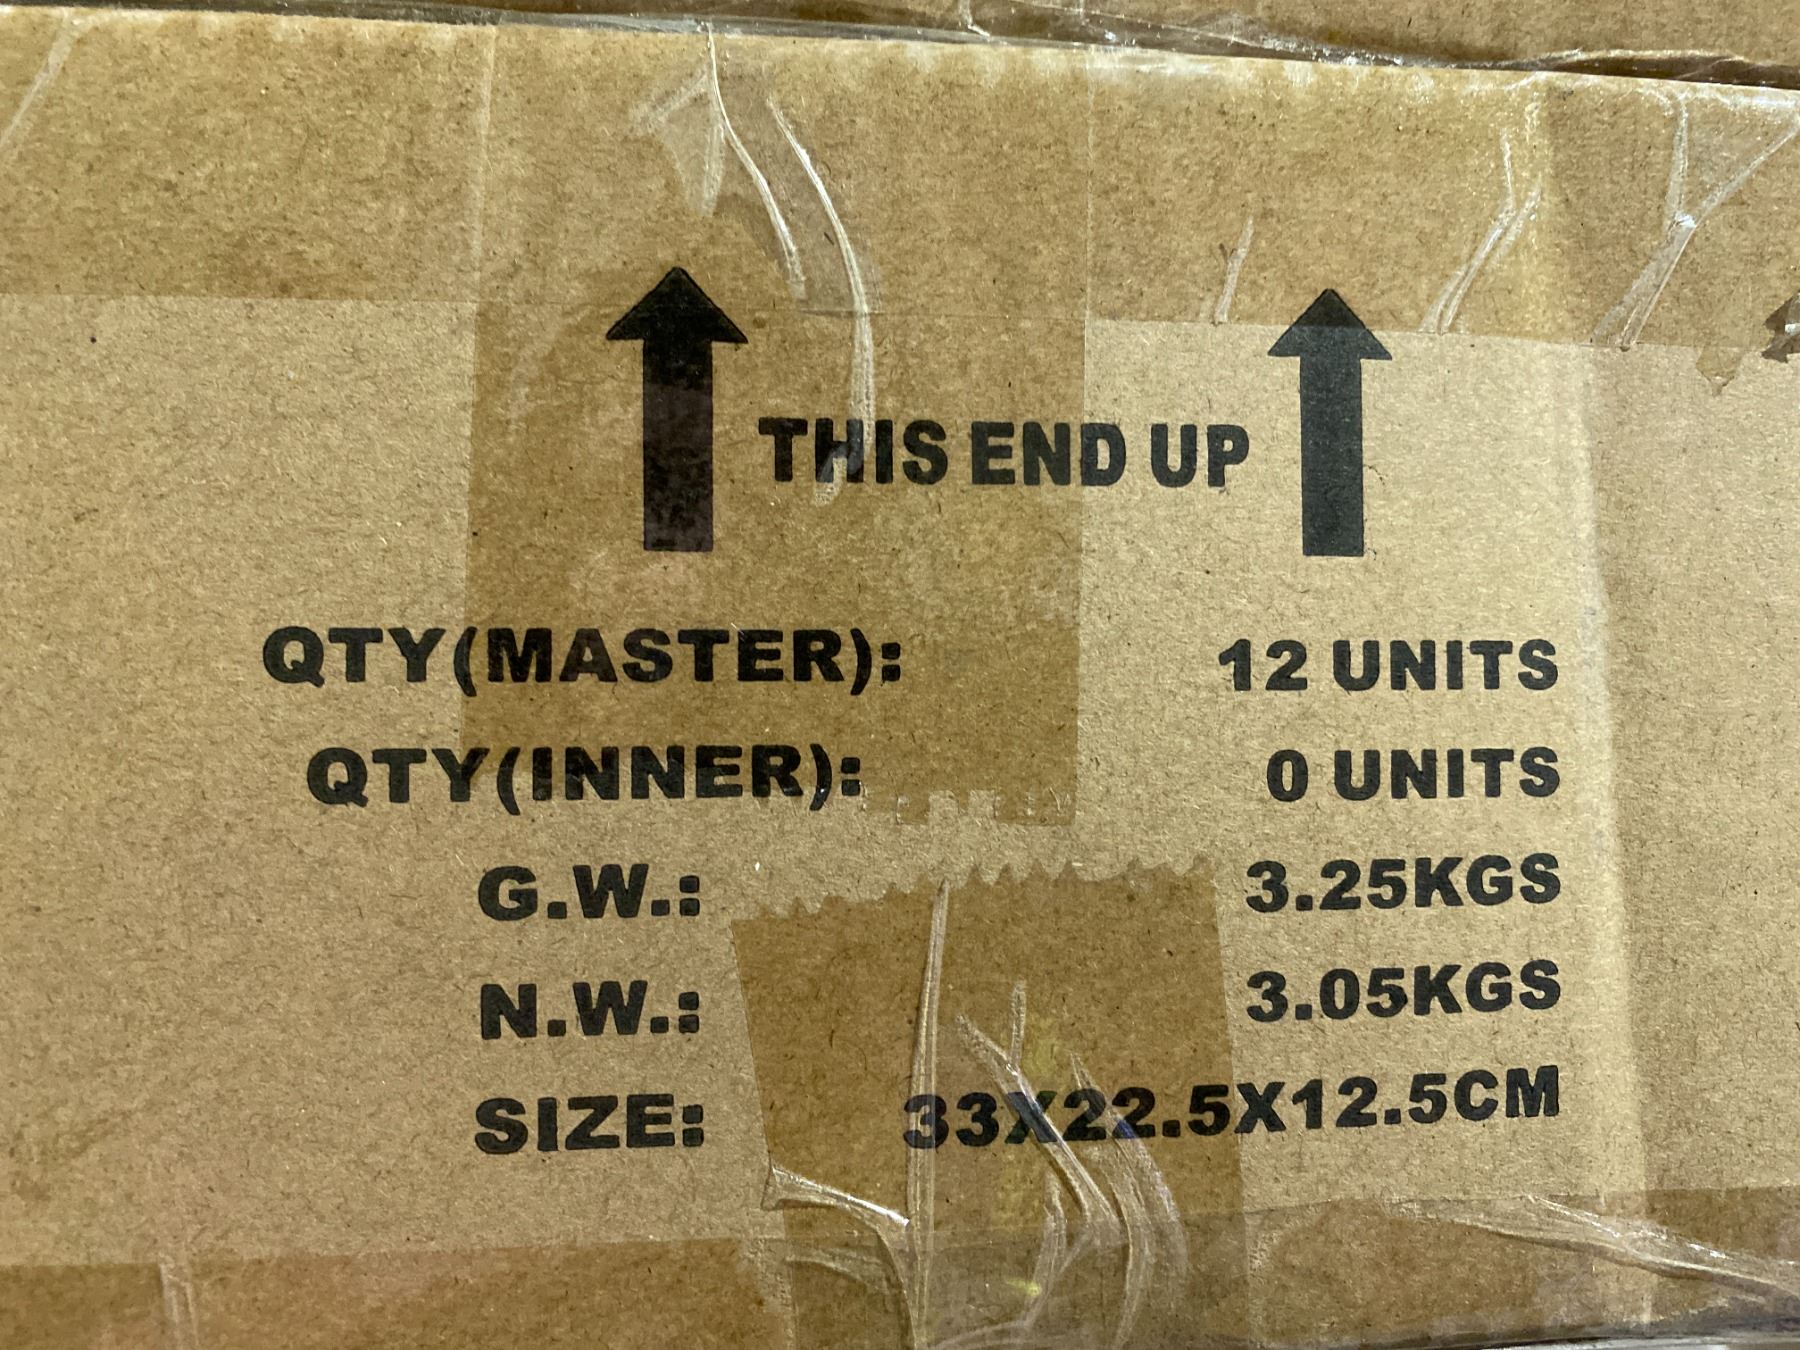 THIS END UP
QTY(MASTER): 12 UNITS
QTY(INNER): 0 UNITS
G.W.: 3.25KGS
N.W.: 3.05KGS
SIZE: 33X22.5X12.5CM